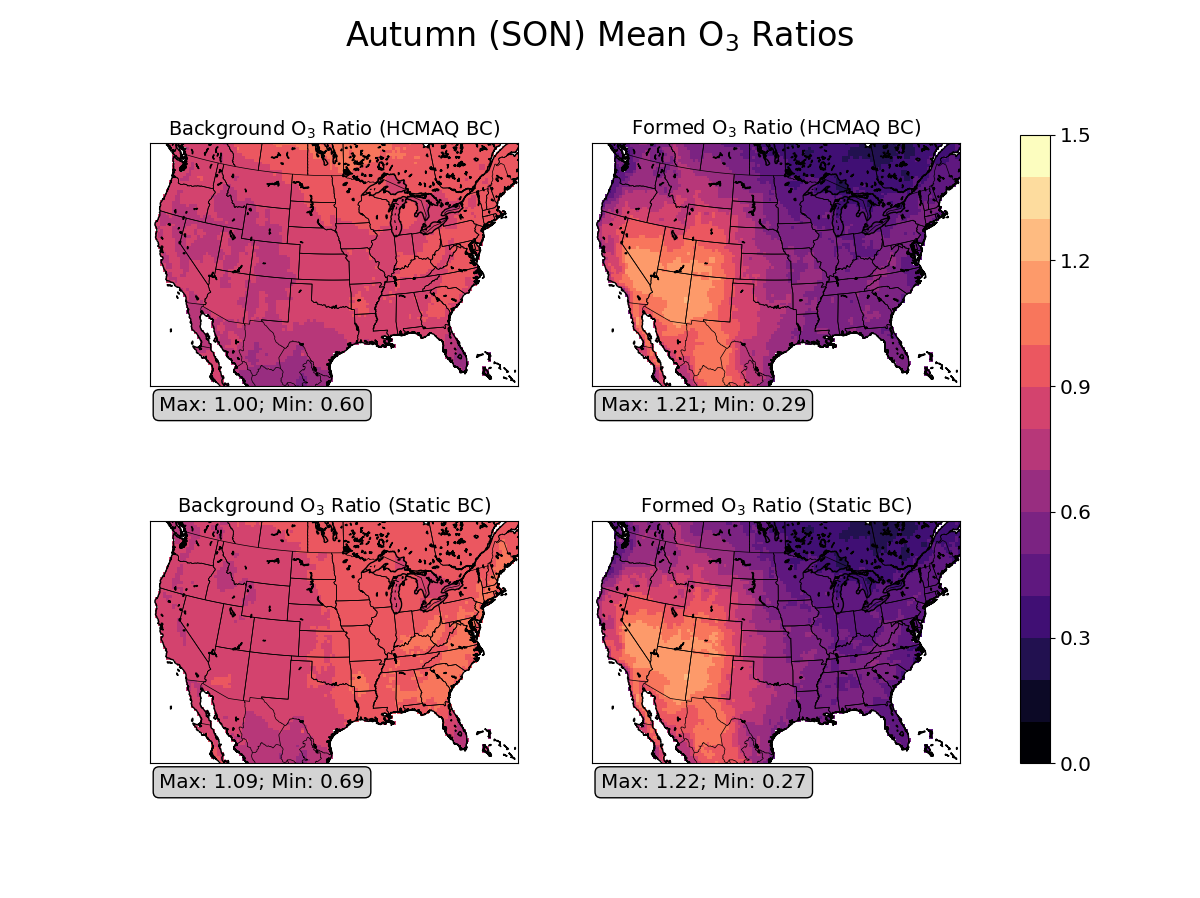 Autumn (SON) Mean O₃ Ratios
Background O₃ Ratio (HCMAQ BC)
Formed O₃ Ratio (HCMAQ BC)
Max: 1.00; Min: 0.60
Max: 1.21; Min: 0.29
Background O₃ Ratio (Static BC)
Formed O₃ Ratio (Static BC)
Max: 1.09; Min: 0.69
Max: 1.22; Min: 0.27
1.5
1.2
0.9
0.6
0.3
0.0